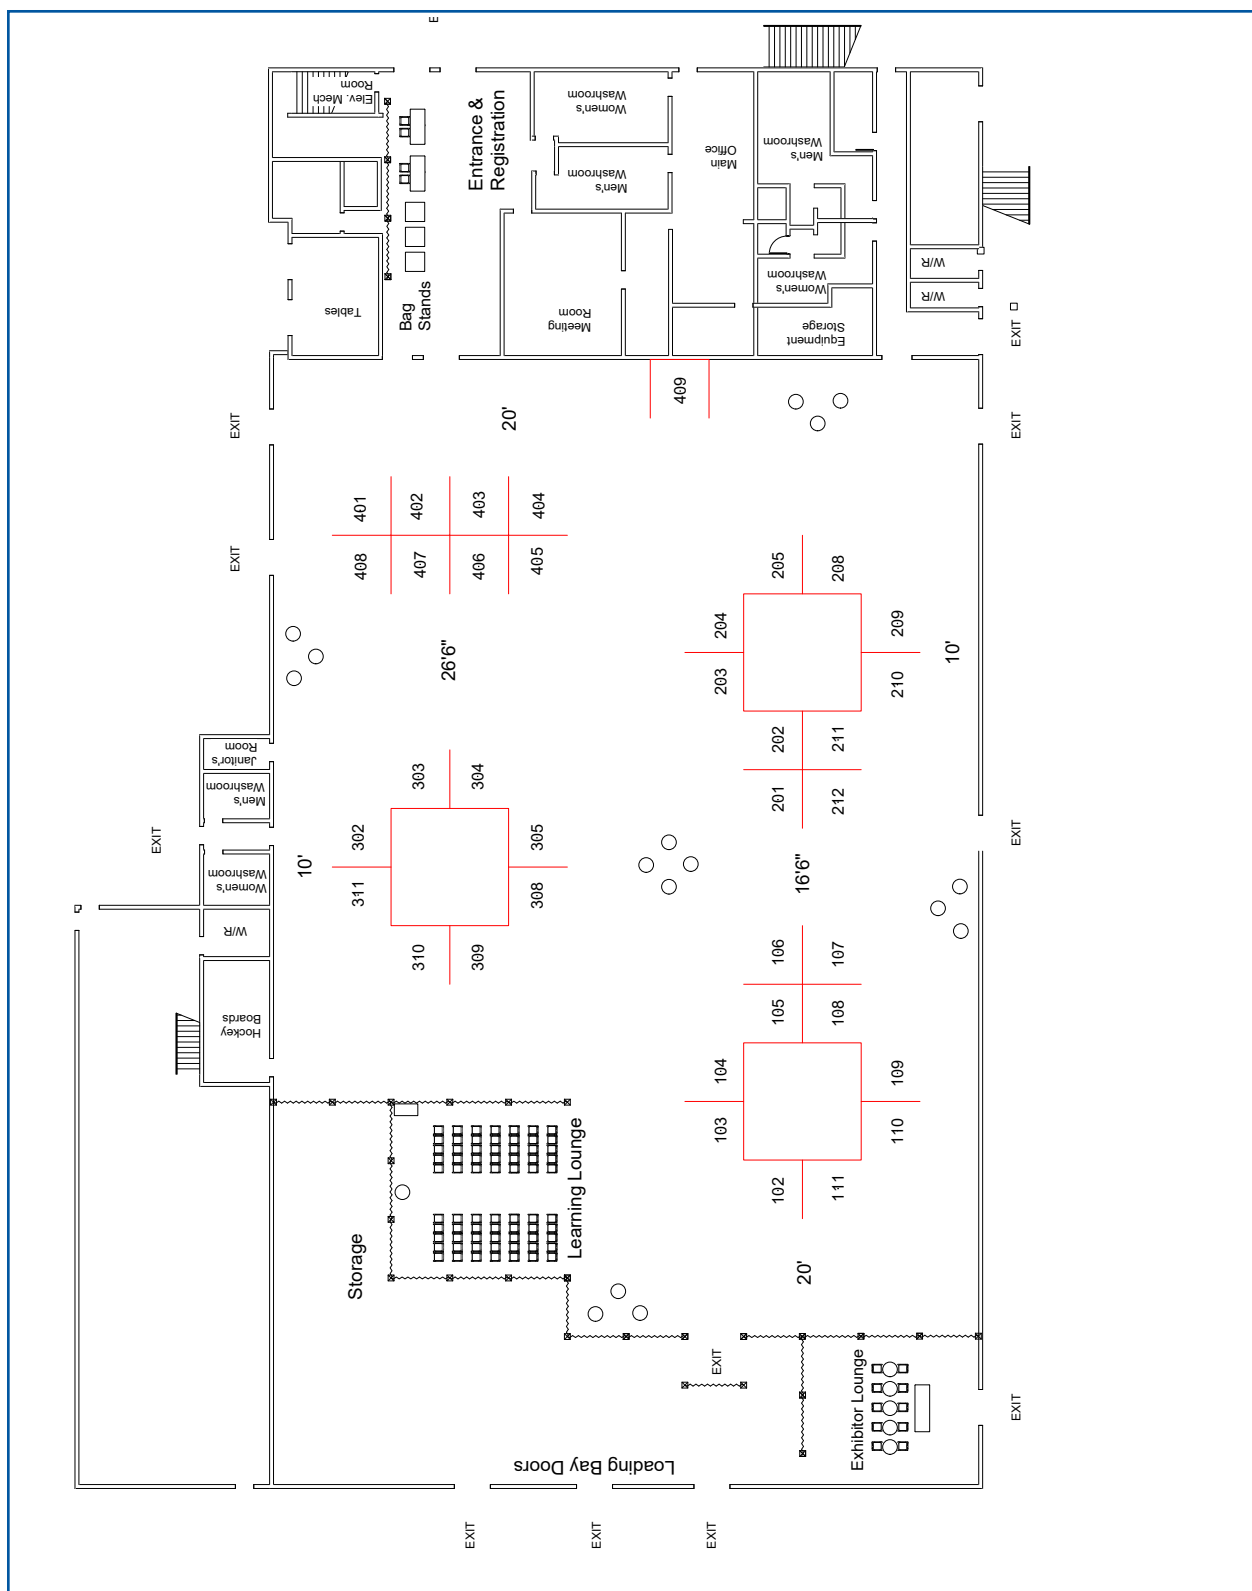 E
Elev. Mech
Room
Women's
Washroom
Men's
Washroom
Entrance &
Registration
Main
Office
Men's
Washroom
Women's
Washroom
Equipment
Storage
Meeting
Room
Tables
Bag
Stands
W/R
W/R
EXIT
EXIT
EXIT
EXIT
20'
409
401
402
403
404
408
407
406
405
26'6"
205
208
204
209
203
210
202
211
201
212
10'
Janitor's
Room
Men's
Washroom
EXIT
Women's
Washroom
W/R
Hockey
Boards
10'
303
304
302
305
311
308
310
309
16'6"
EXIT
106
107
105
108
104
109
103
110
102
111
20'
Learning Lounge
Storage
EXIT
Exhibitor Lounge
EXIT
Loading Bay Doors
EXIT
EXIT
EXIT